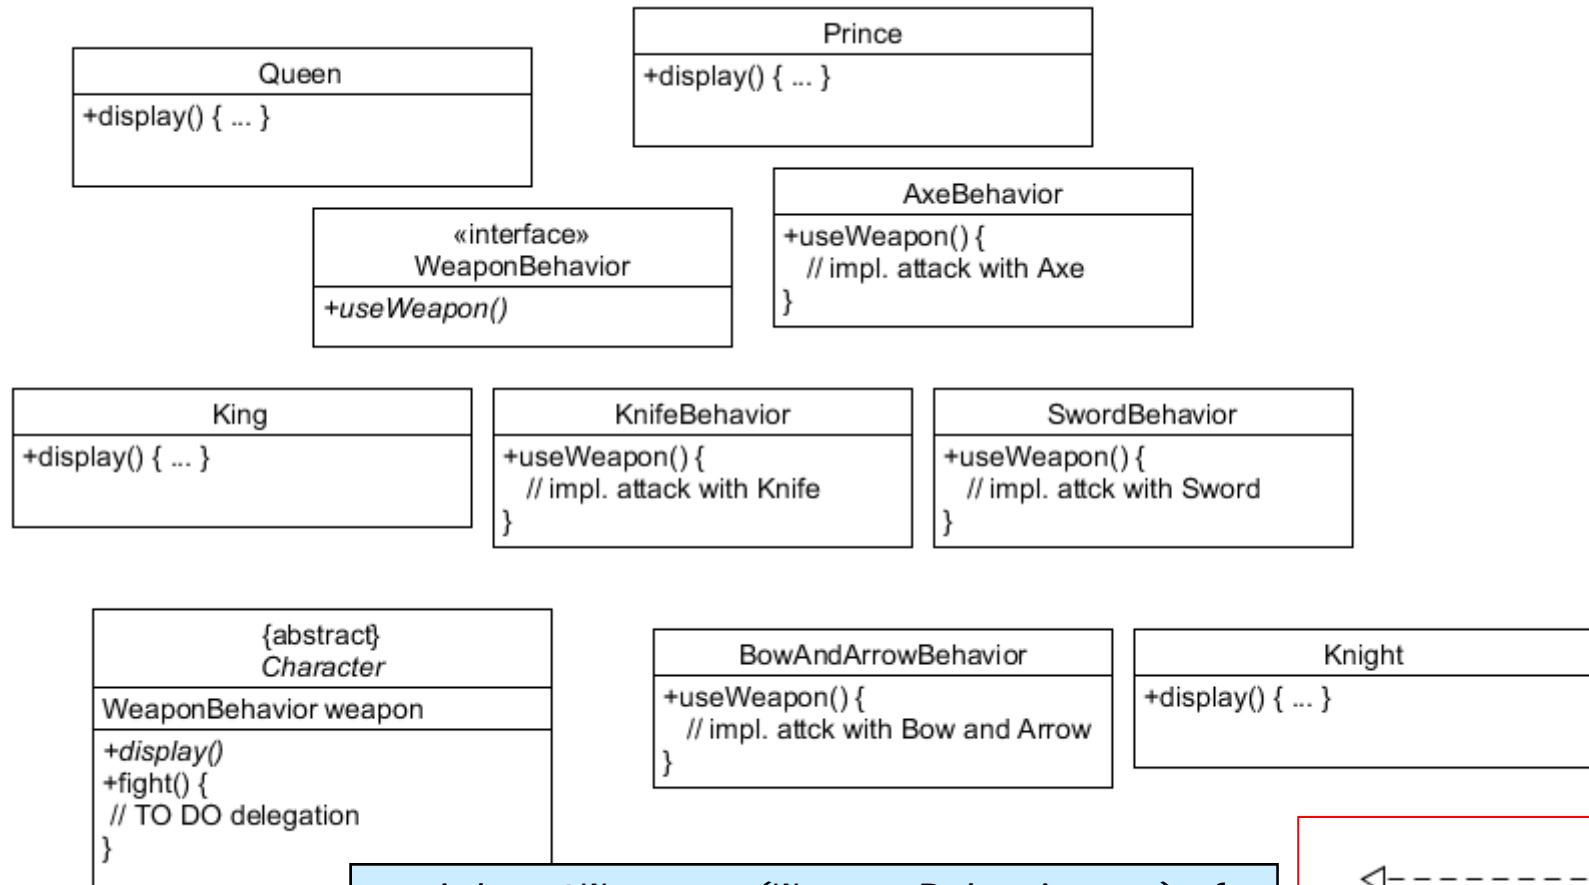 Queen
+display() { ... }
Prince
+display() { ... }
«interface»
WeaponBehavior
+useWeapon()
AxeBehavior
+useWeapon() {
// impl. attack with Axe
}
King
+display() { ... }
KnifeBehavior
+useWeapon() {
// impl. attack with Knife
}
SwordBehavior
+useWeapon() {
// impl. attck with Sword
}
{abstract}
Character
WeaponBehavior weapon
+display()
+fight() {
// TO DO delegation
}
BowAndArrowBehavior
+useWeapon() {
// impl. attck with Bow and Arrow
}
Knight
+display() { ... }